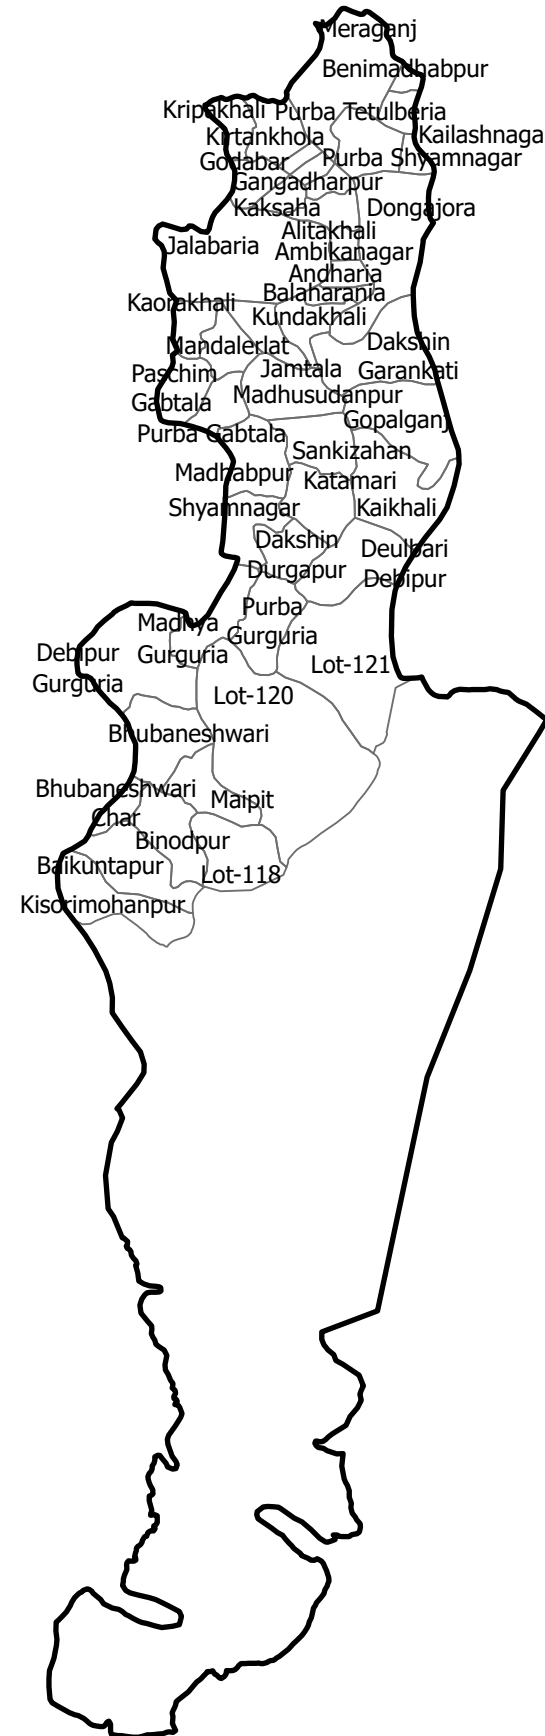 Meraganj
Benimadhabpur
Kripakhali
Purba Tetulberia
Kirtankhola
Kailashnaga
Godabar
Purba Shyamnagar
Gangadharpur
Kaksaha
Dongajora
Alitakhali
Jalabaria
Ambikanagar
Andharia
Balaharania
Kaorakhali
Kundakhali
Mandalerlat
Dakshin
Garankati
Paschim
Gabtala
Jamtala
Madhusudanpur
Gopalganj
Purba Gabtala
Sankizahan
Madhabpur
Katamari
Shyamnagar
Kaikhali
Dakshin
Durgapur
Deulbari
Debipur
Purba
Gurguria
Madhya
Gurguria
Debipur
Gurguria
Lot-121
Lot-120
Bhubaneshwari
Bhubaneshwari
Char
Maipit
Binodpur
Baikuntapur
Lot-118
Kisorimohanpur